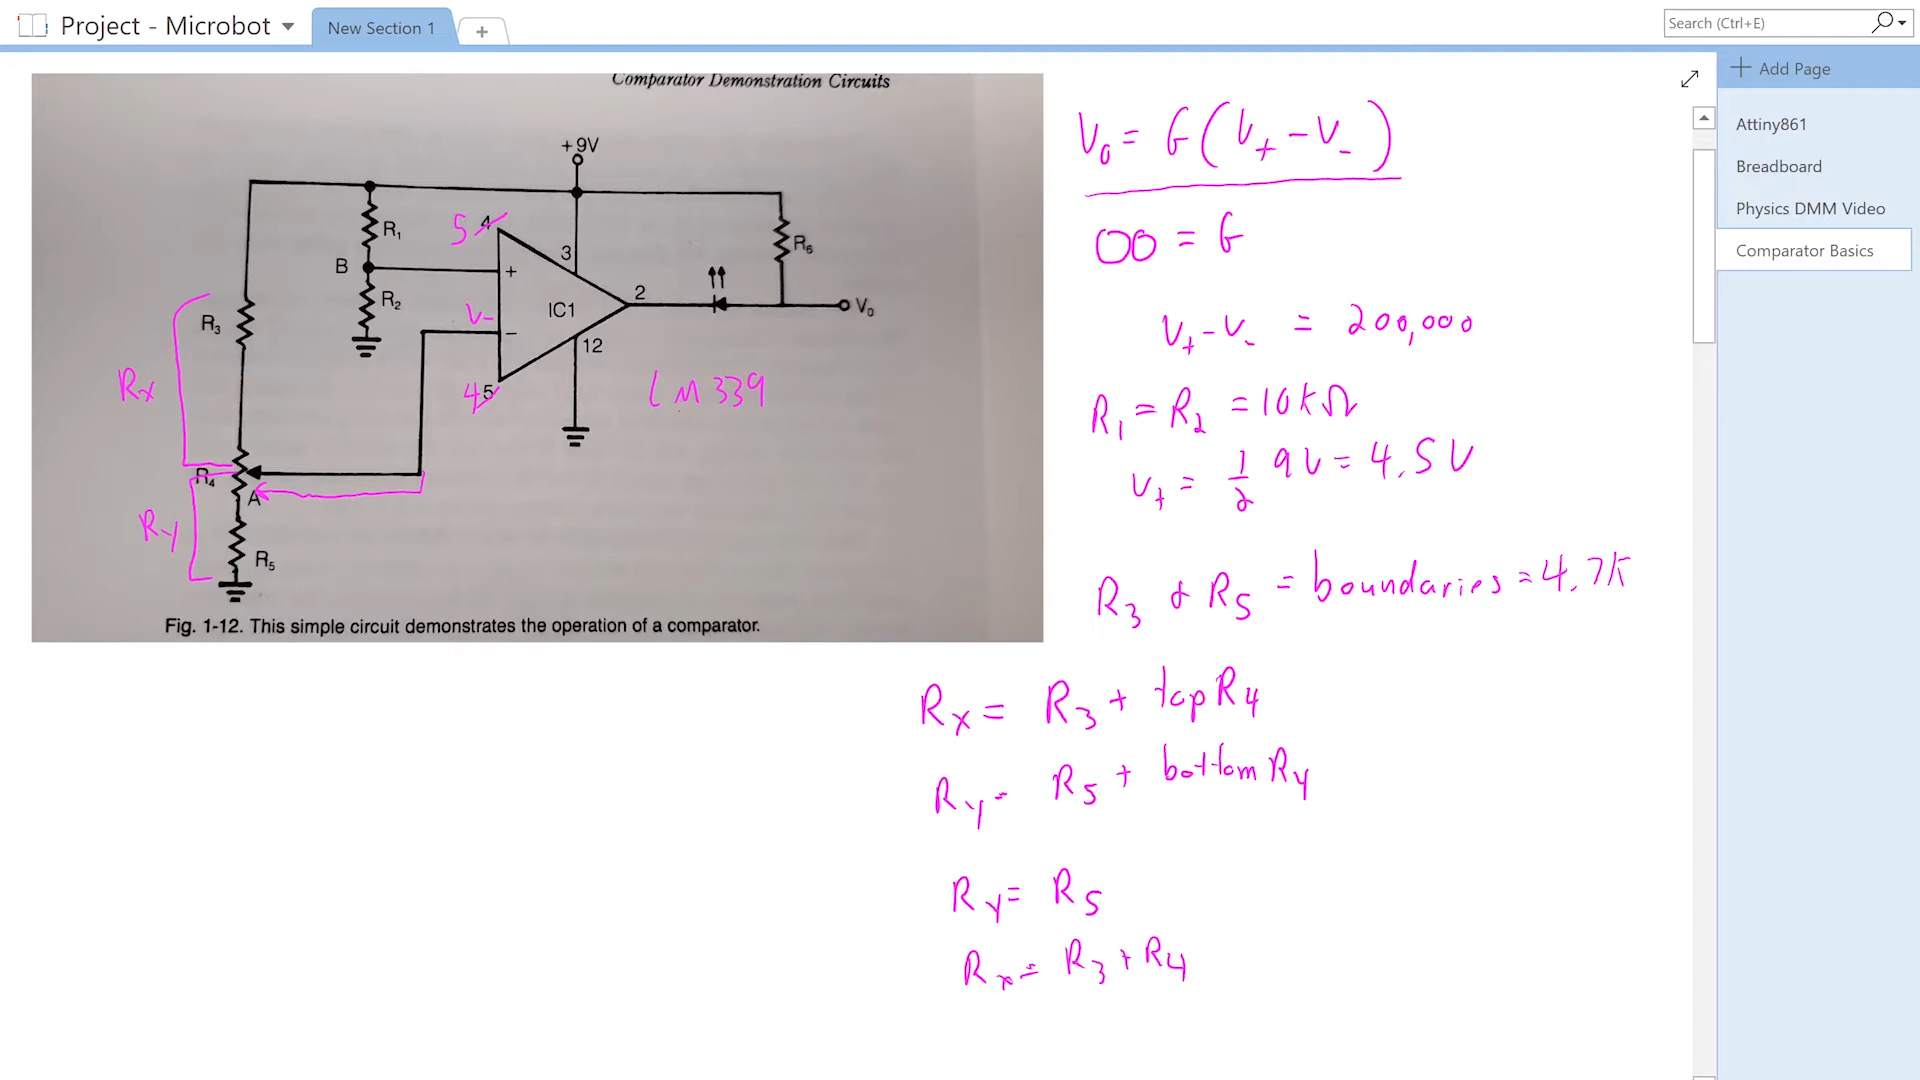 Project - Microbot
New Section 1
+
Search (Ctrl+E)
Add Page
Attiny861
Breadboard
Physics DMM Video
Comparator Basics
Comparator Demonstration Circuits
+9V
R₁
R₂
R₃
R₄
R₅
R₆
B
A
5 4
3
+
V-
−
IC1
2
V₀
12
4 5
LM339
Rx
Ry
Fig. 1-12. This simple circuit demonstrates the operation of a comparator.
V₀ = G(V₊ - V₋)
∞ = G
V₊ - V₋ = 200,000
R₁ = R₂ = 10kΩ
V₊ = 1/2 9V = 4.5V
R₃ & R₅ = boundaries = 4.7k
Rx = R₃ + top R4
Ry = R5 + bottom R4
Ry = R5
Rx = R3 + R4